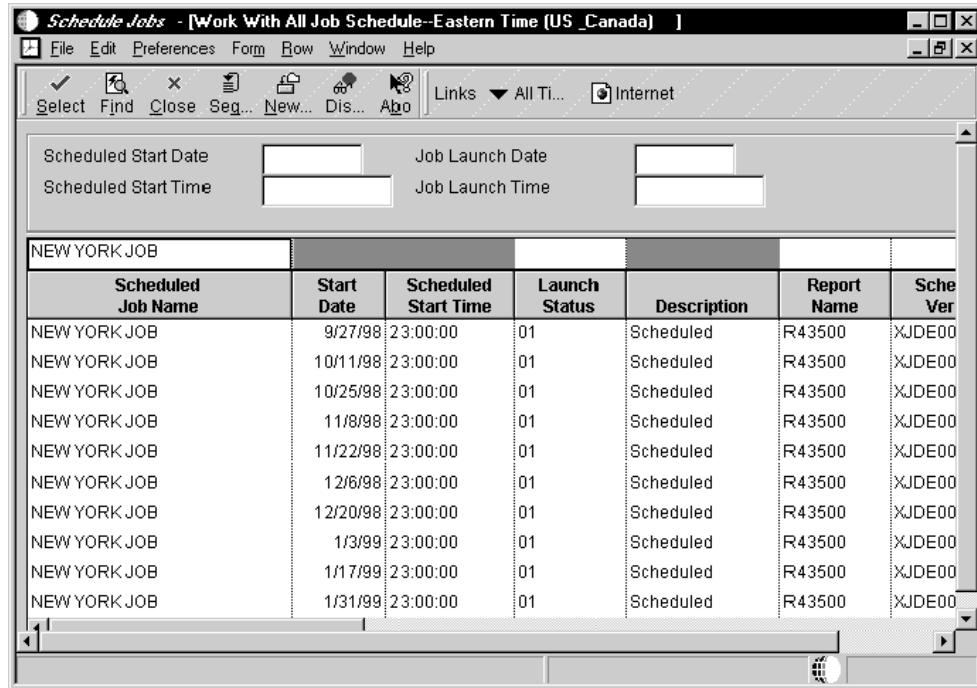 Schedule Jobs - [Work With All Job Schedule--Eastern Time (US _Canada) ]
File Edit Preferences Form Row Window Help
Select Find Close Seq... New... Dis... Abo Links All Ti... Internet
Scheduled Start Date Job Launch Date
Scheduled Start Time Job Launch Time
NEW YORK JOB
Scheduled Job Name Start Date Scheduled Start Time Launch Status Description Report Name Sche Ver
NEW YORK JOB 9/27/98 23:00:00 01 Scheduled R43500 XJDE00
NEW YORK JOB 10/11/98 23:00:00 01 Scheduled R43500 XJDE00
NEW YORK JOB 10/25/98 23:00:00 01 Scheduled R43500 XJDE00
NEW YORK JOB 11/8/98 23:00:00 01 Scheduled R43500 XJDE00
NEW YORK JOB 11/22/98 23:00:00 01 Scheduled R43500 XJDE00
NEW YORK JOB 12/6/98 23:00:00 01 Scheduled R43500 XJDE00
NEW YORK JOB 12/20/98 23:00:00 01 Scheduled R43500 XJDE00
NEW YORK JOB 1/3/99 23:00:00 01 Scheduled R43500 XJDE00
NEW YORK JOB 1/17/99 23:00:00 01 Scheduled R43500 XJDE00
NEW YORK JOB 1/31/99 23:00:00 01 Scheduled R43500 XJDE00